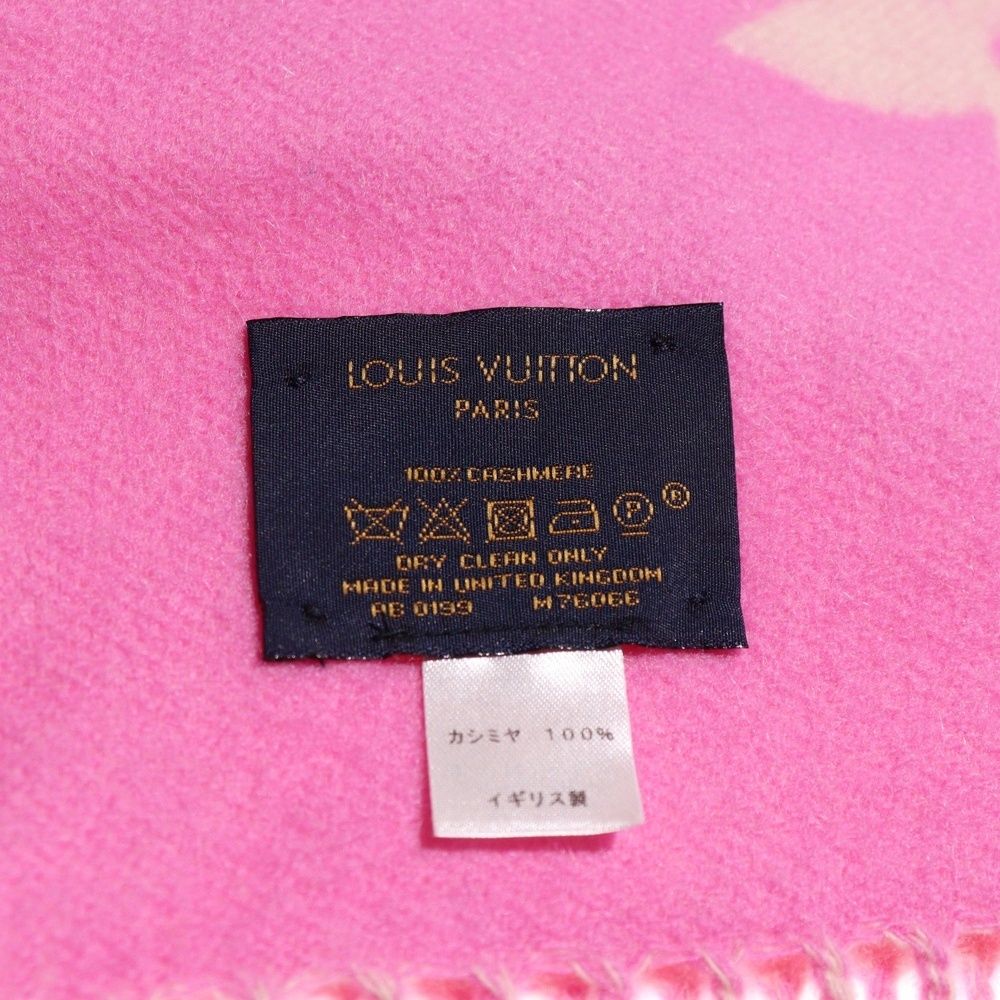 LOUIS VUITTON
PARIS
100% CASHMERE
P R
DRY CLEAN ONLY
MADE IN UNITED KINGDOM
AB 0199 M76066
カシミヤ 100%
イギリス製